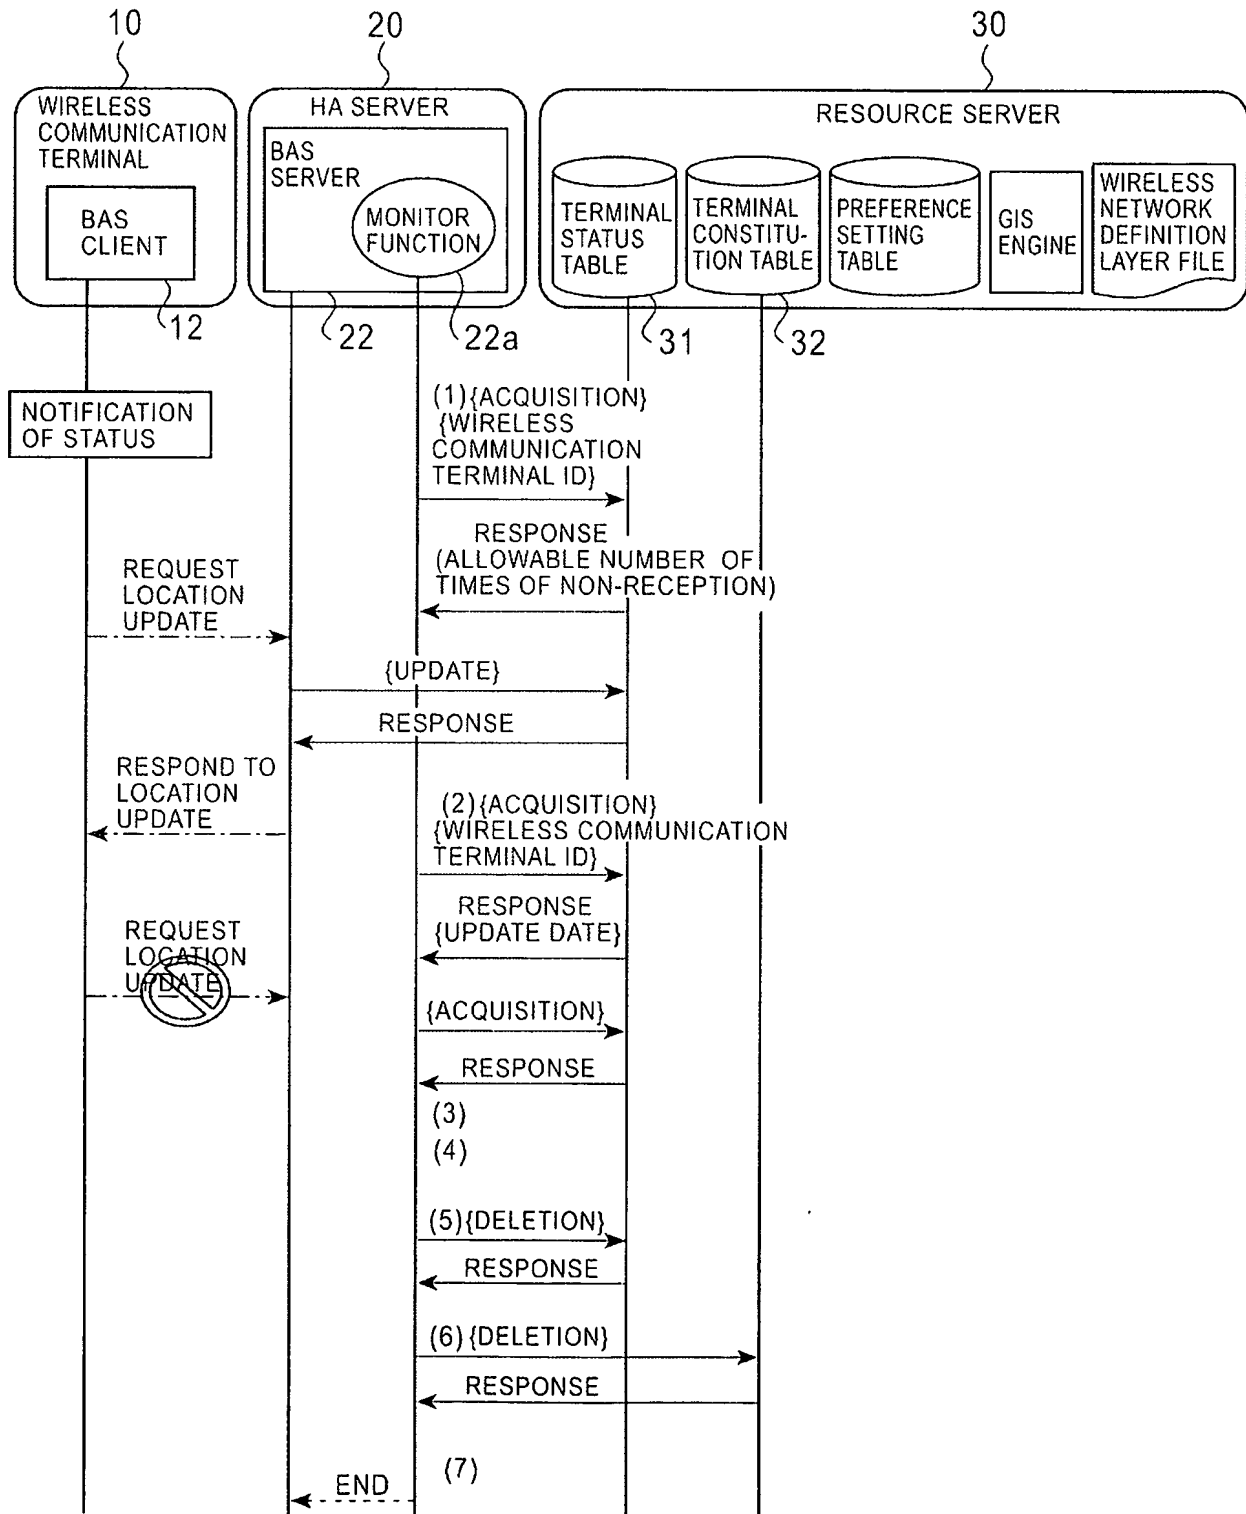 10
20
30
WIRELESS
COMMUNICATION
TERMINAL
BAS
CLIENT
12
HA SERVER
BAS
SERVER
MONITOR
FUNCTION
22
22a
RESOURCE SERVER
TERMINAL
STATUS
TABLE
31
TERMINAL
CONSTITU-
TION TABLE
32
PREFERENCE
SETTING
TABLE
GIS
ENGINE
WIRELESS
NETWORK
DEFINITION
LAYER FILE
NOTIFICATION
OF STATUS
(1){ACQUISITION}
{WIRELESS
COMMUNICATION
TERMINAL ID}
RESPONSE
(ALLOWABLE NUMBER OF
TIMES OF NON-RECEPTION)
REQUEST
LOCATION
UPDATE
{UPDATE}
RESPONSE
RESPOND TO
LOCATION
UPDATE
(2){ACQUISITION}
{WIRELESS COMMUNICATION
TERMINAL ID}
RESPONSE
{UPDATE DATE}
REQUEST
LOCATION
UPDATE
{ACQUISITION}
RESPONSE
(3)
(4)
(5){DELETION}
RESPONSE
(6){DELETION}
RESPONSE
(7)
END